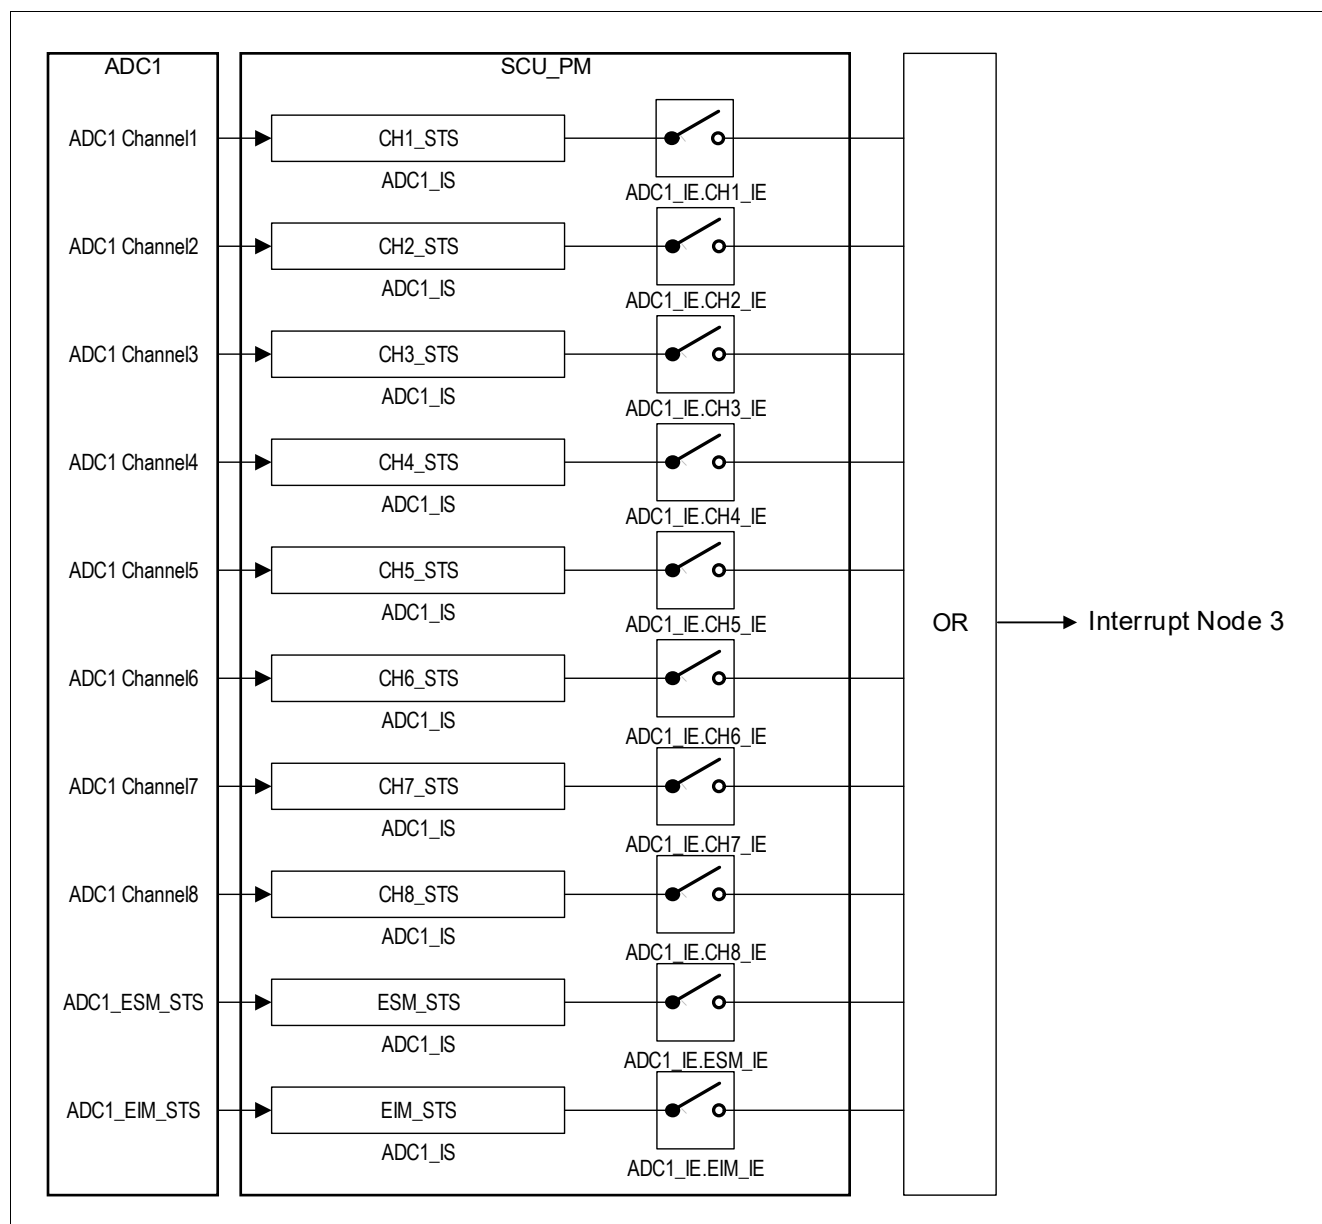 ADC1
SCU_PM
ADC1 Channel1
CH1_STS
ADC1_IS
ADC1_IE.CH1_IE
ADC1 Channel2
CH2_STS
ADC1_IS
ADC1_IE.CH2_IE
ADC1 Channel3
CH3_STS
ADC1_IS
ADC1_IE.CH3_IE
ADC1 Channel4
CH4_STS
ADC1_IS
ADC1_IE.CH4_IE
ADC1 Channel5
CH5_STS
ADC1_IS
ADC1_IE.CH5_IE
OR
Interrupt Node 3
ADC1 Channel6
CH6_STS
ADC1_IS
ADC1_IE.CH6_IE
ADC1 Channel7
CH7_STS
ADC1_IS
ADC1_IE.CH7_IE
ADC1 Channel8
CH8_STS
ADC1_IS
ADC1_IE.CH8_IE
ADC1_ESM_STS
ESM_STS
ADC1_IS
ADC1_IE.ESM_IE
ADC1_EIM_STS
EIM_STS
ADC1_IS
ADC1_IE.EIM_IE